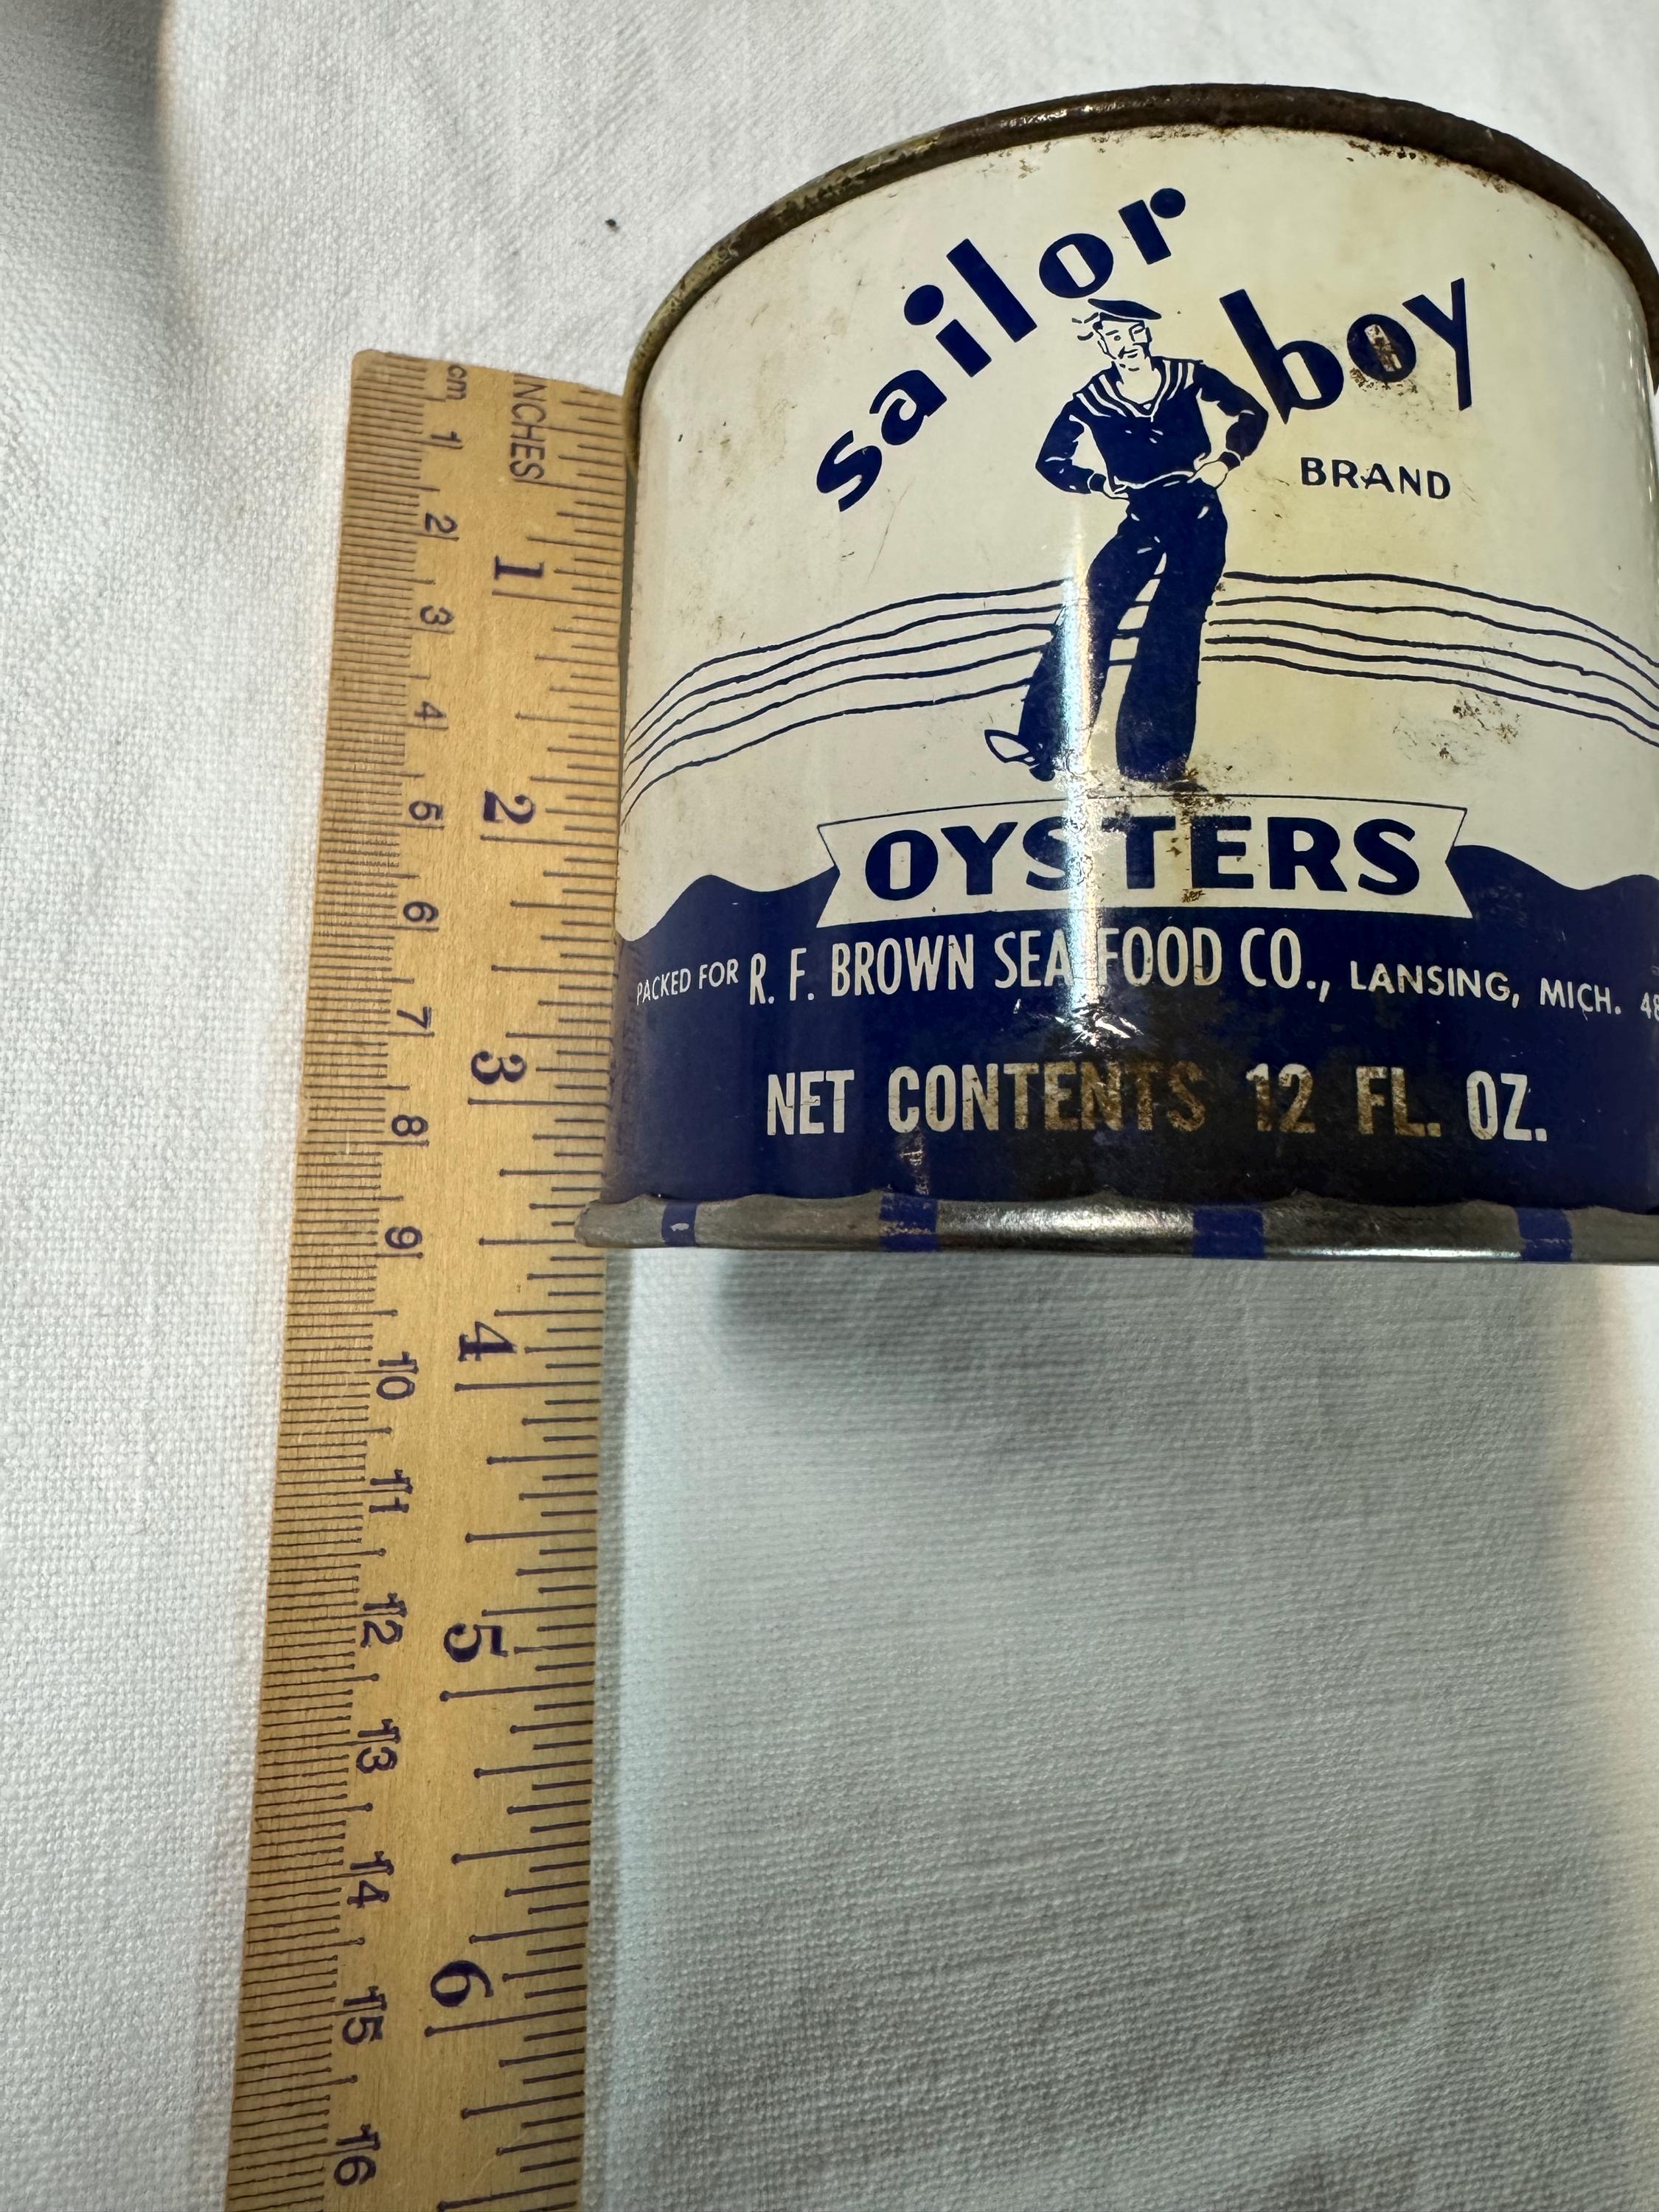 sailor
boy
BRAND
OYSTERS
PACKED FOR R. F. BROWN SEA FOOD CO., LANSING, MICH. 48
NET CONTENTS 12 FL. OZ.
INCHES
1
2
3
4
5
6
cm
1
2
3
4
5
6
7
8
9
10
11
12
13
14
15
16